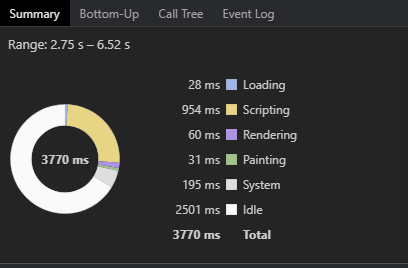 Summary Bottom-Up Call Tree Event Log
Range: 2.75 s – 6.52 s
28 ms Loading
954 ms Scripting
60 ms Rendering
3770 ms
31 ms Painting
195 ms System
2501 ms Idle
3770 ms Total